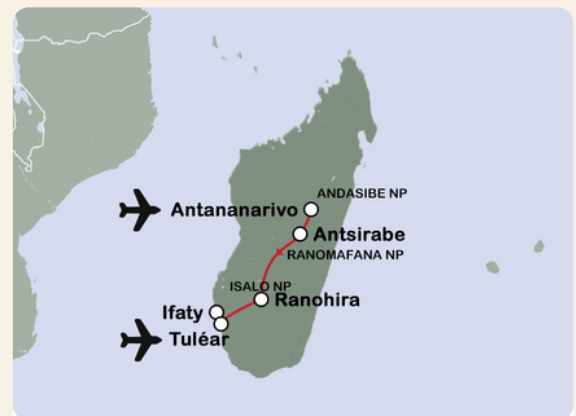 ANDASIBE NP
Antananarivo
Antsirabe
RANOMAFANA NP
ISALO NP
Ranohira
Ifaty
Tuléar